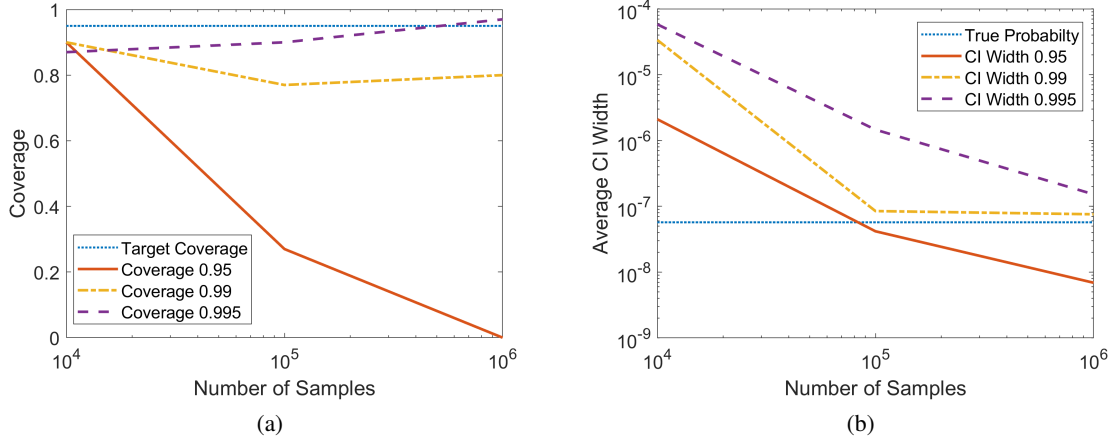 1
0.8
0.6
0.4
0.2
0
Coverage
Target Coverage
Coverage 0.95
Coverage 0.99
Coverage 0.995
10^4
10^5
10^6
Number of Samples
(a)
10^-4
10^-5
10^-6
10^-7
10^-8
10^-9
Average CI Width
True Probabilty
CI Width 0.95
CI Width 0.99
CI Width 0.995
10^4
10^5
10^6
Number of Samples
(b)